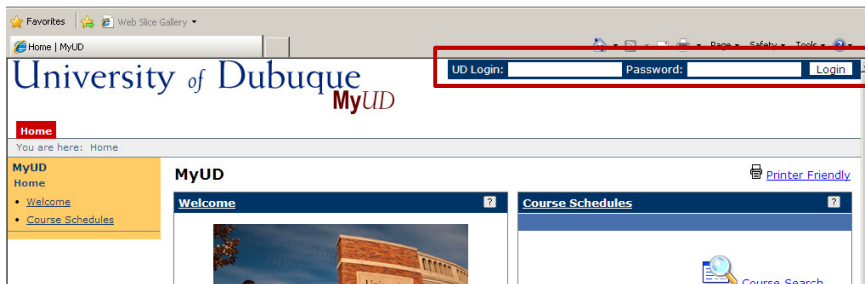 Favorites Web Slice Gallery
Home | MyUD Page Safety Tools
University of Dubuque
MyUD
UD Login: Password: Login
Home
You are here: Home
MyUD
Home
MyUD
Printer Friendly
• Welcome
• Course Schedules
Welcome ?
Course Schedules ?
Course Search